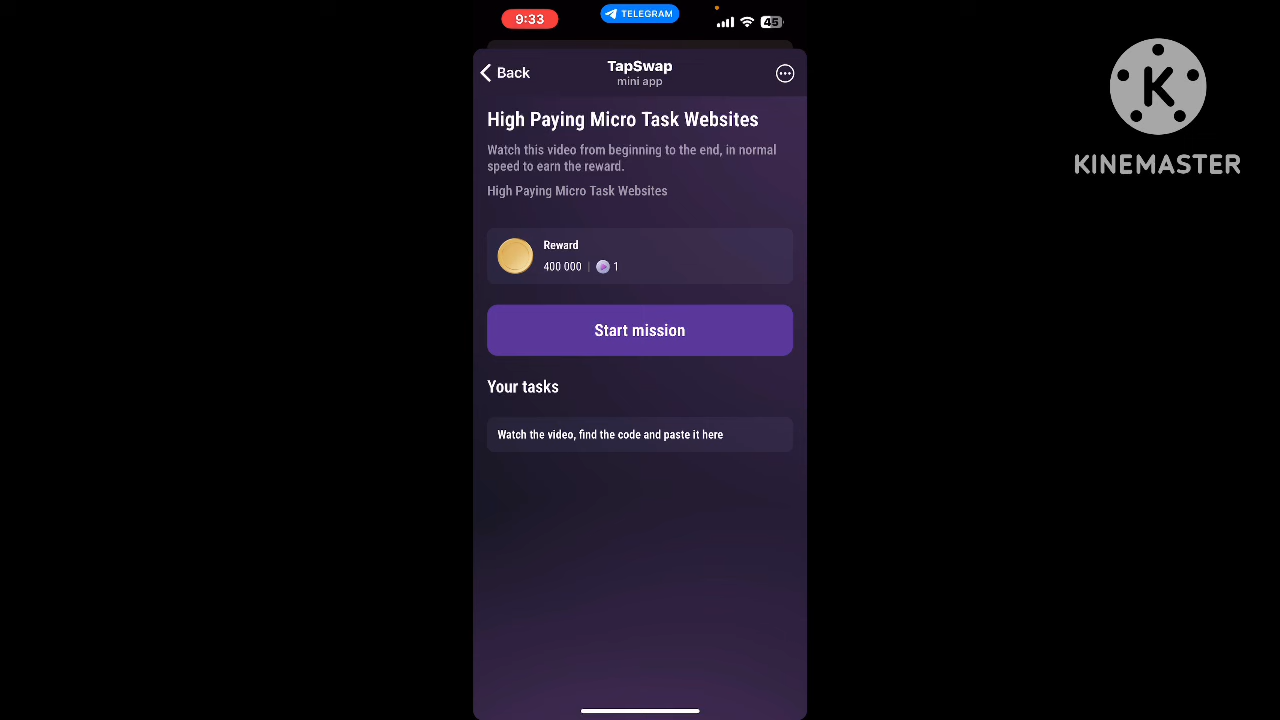 9:33
TELEGRAM
45
Back
TapSwap
mini app
High Paying Micro Task Websites
Watch this video from beginning to the end, in normal
speed to earn the reward.
High Paying Micro Task Websites
Reward
400 000 | 1
Start mission
Your tasks
Watch the video, find the code and paste it here
K
KINEMASTER